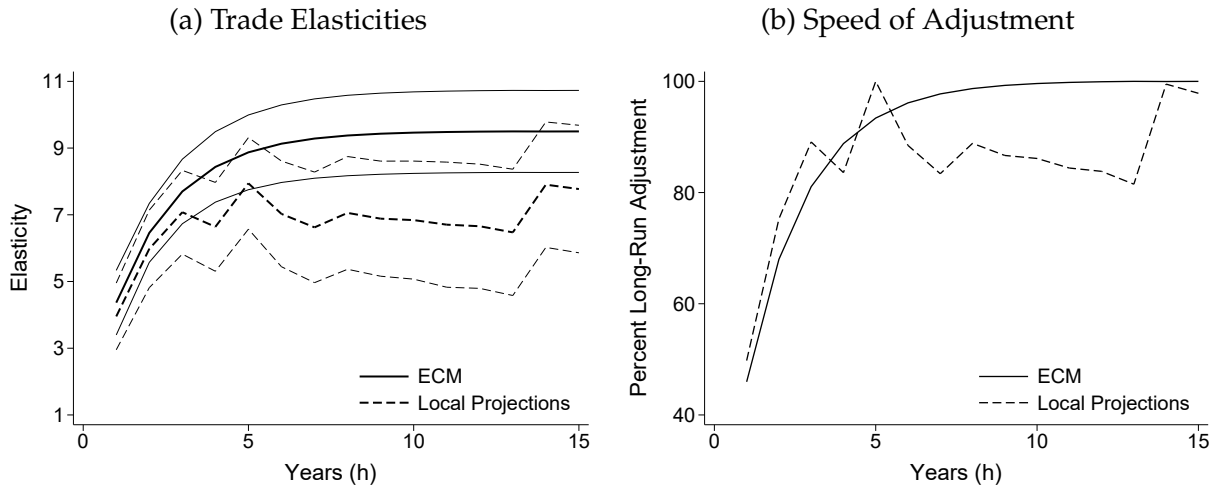 (a) Trade Elasticities
11
9
7
5
3
1
Elasticity
0
5
10
15
Years (h)
ECM
Local Projections
(b) Speed of Adjustment
100
80
60
40
Percent Long-Run Adjustment
0
5
10
15
Years (h)
ECM
Local Projections